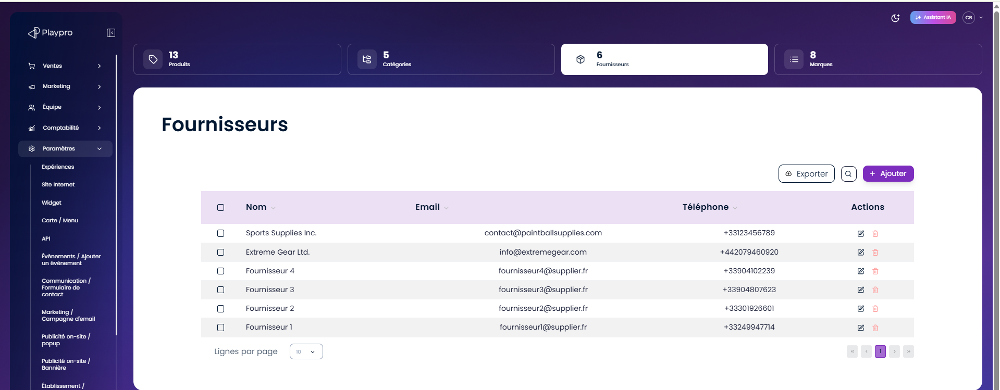 Playpro
Assistant IA
CB
Ventes
Marketing
Équipe
Comptabilité
Paramètres
Expériences
Site Internet
Widget
Carte / Menu
API
Évènements / Ajouter
un évènement
Communication /
Formulaire de
contact
Marketing /
Campagne d'email
Publicité on-site /
popup
Publicité on-site /
Bannière
Établissement /
13
Produits
5
Catégories
6
Fournisseurs
8
Marques
Fournisseurs
Exporter
+ Ajouter
Nom Email Téléphone Actions
Sports Supplies Inc. contact@paintballsupplies.com +33123456789
Extreme Gear Ltd. info@extremegear.com +442079460920
Fournisseur 4 fournisseur4@supplier.fr +33904102239
Fournisseur 3 fournisseur3@supplier.fr +33904807623
Fournisseur 2 fournisseur2@supplier.fr +33301926601
Fournisseur 1 fournisseur1@supplier.fr +33249947714
Lignes par page 10
« ‹ 1 › »